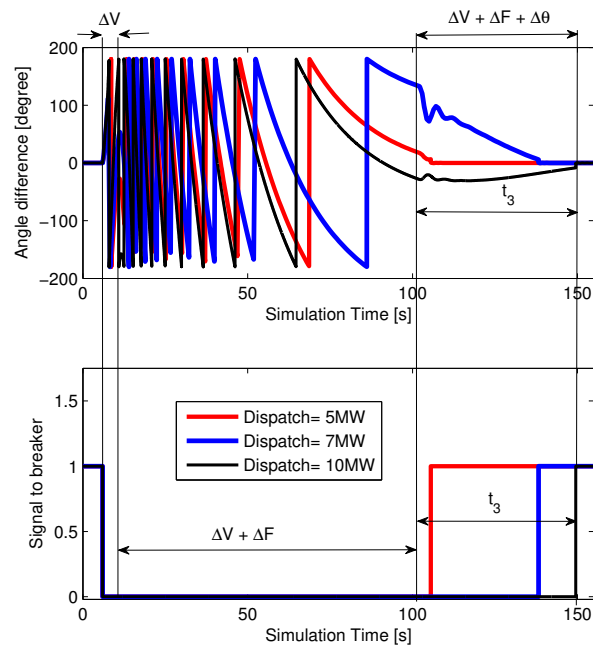 ΔV
ΔV + ΔF + Δθ
Angle difference [degree]
200
100
0
−100
−200
t3
0
50
100
150
Simulation Time [s]
Signal to breaker
1.5
1
0.5
0
Dispatch= 5MW
Dispatch= 7MW
Dispatch= 10MW
t3
ΔV + ΔF
0
50
100
150
Simulation Time [s]